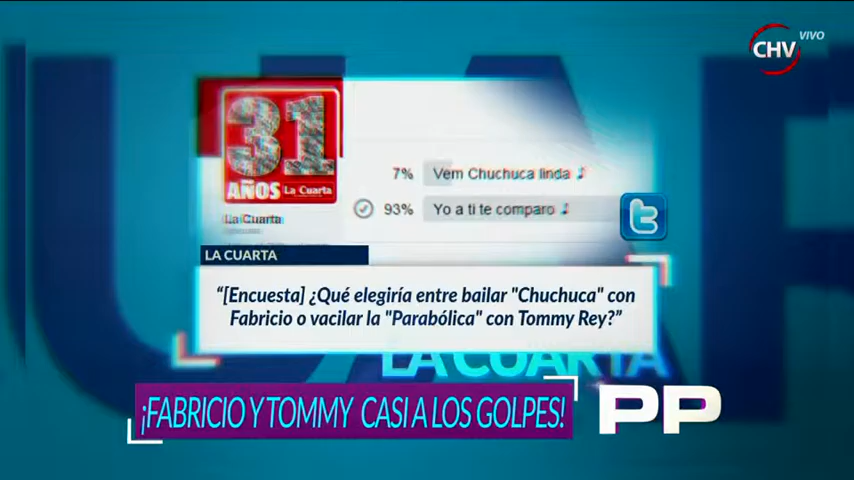 CHV
VIVO
31
AÑOS La Cuarta
La Cuarta
7% Vem Chuchuca linda ♪
93% Yo a ti te comparo ♪
LA CUARTA
“[Encuesta] ¿Qué elegiría entre bailar "Chuchuca" con
Fabricio o vacilar la "Parabólica" con Tommy Rey?”
LA CUARTA
¡FABRICIO Y TOMMY CASI A LOS GOLPES!
PP